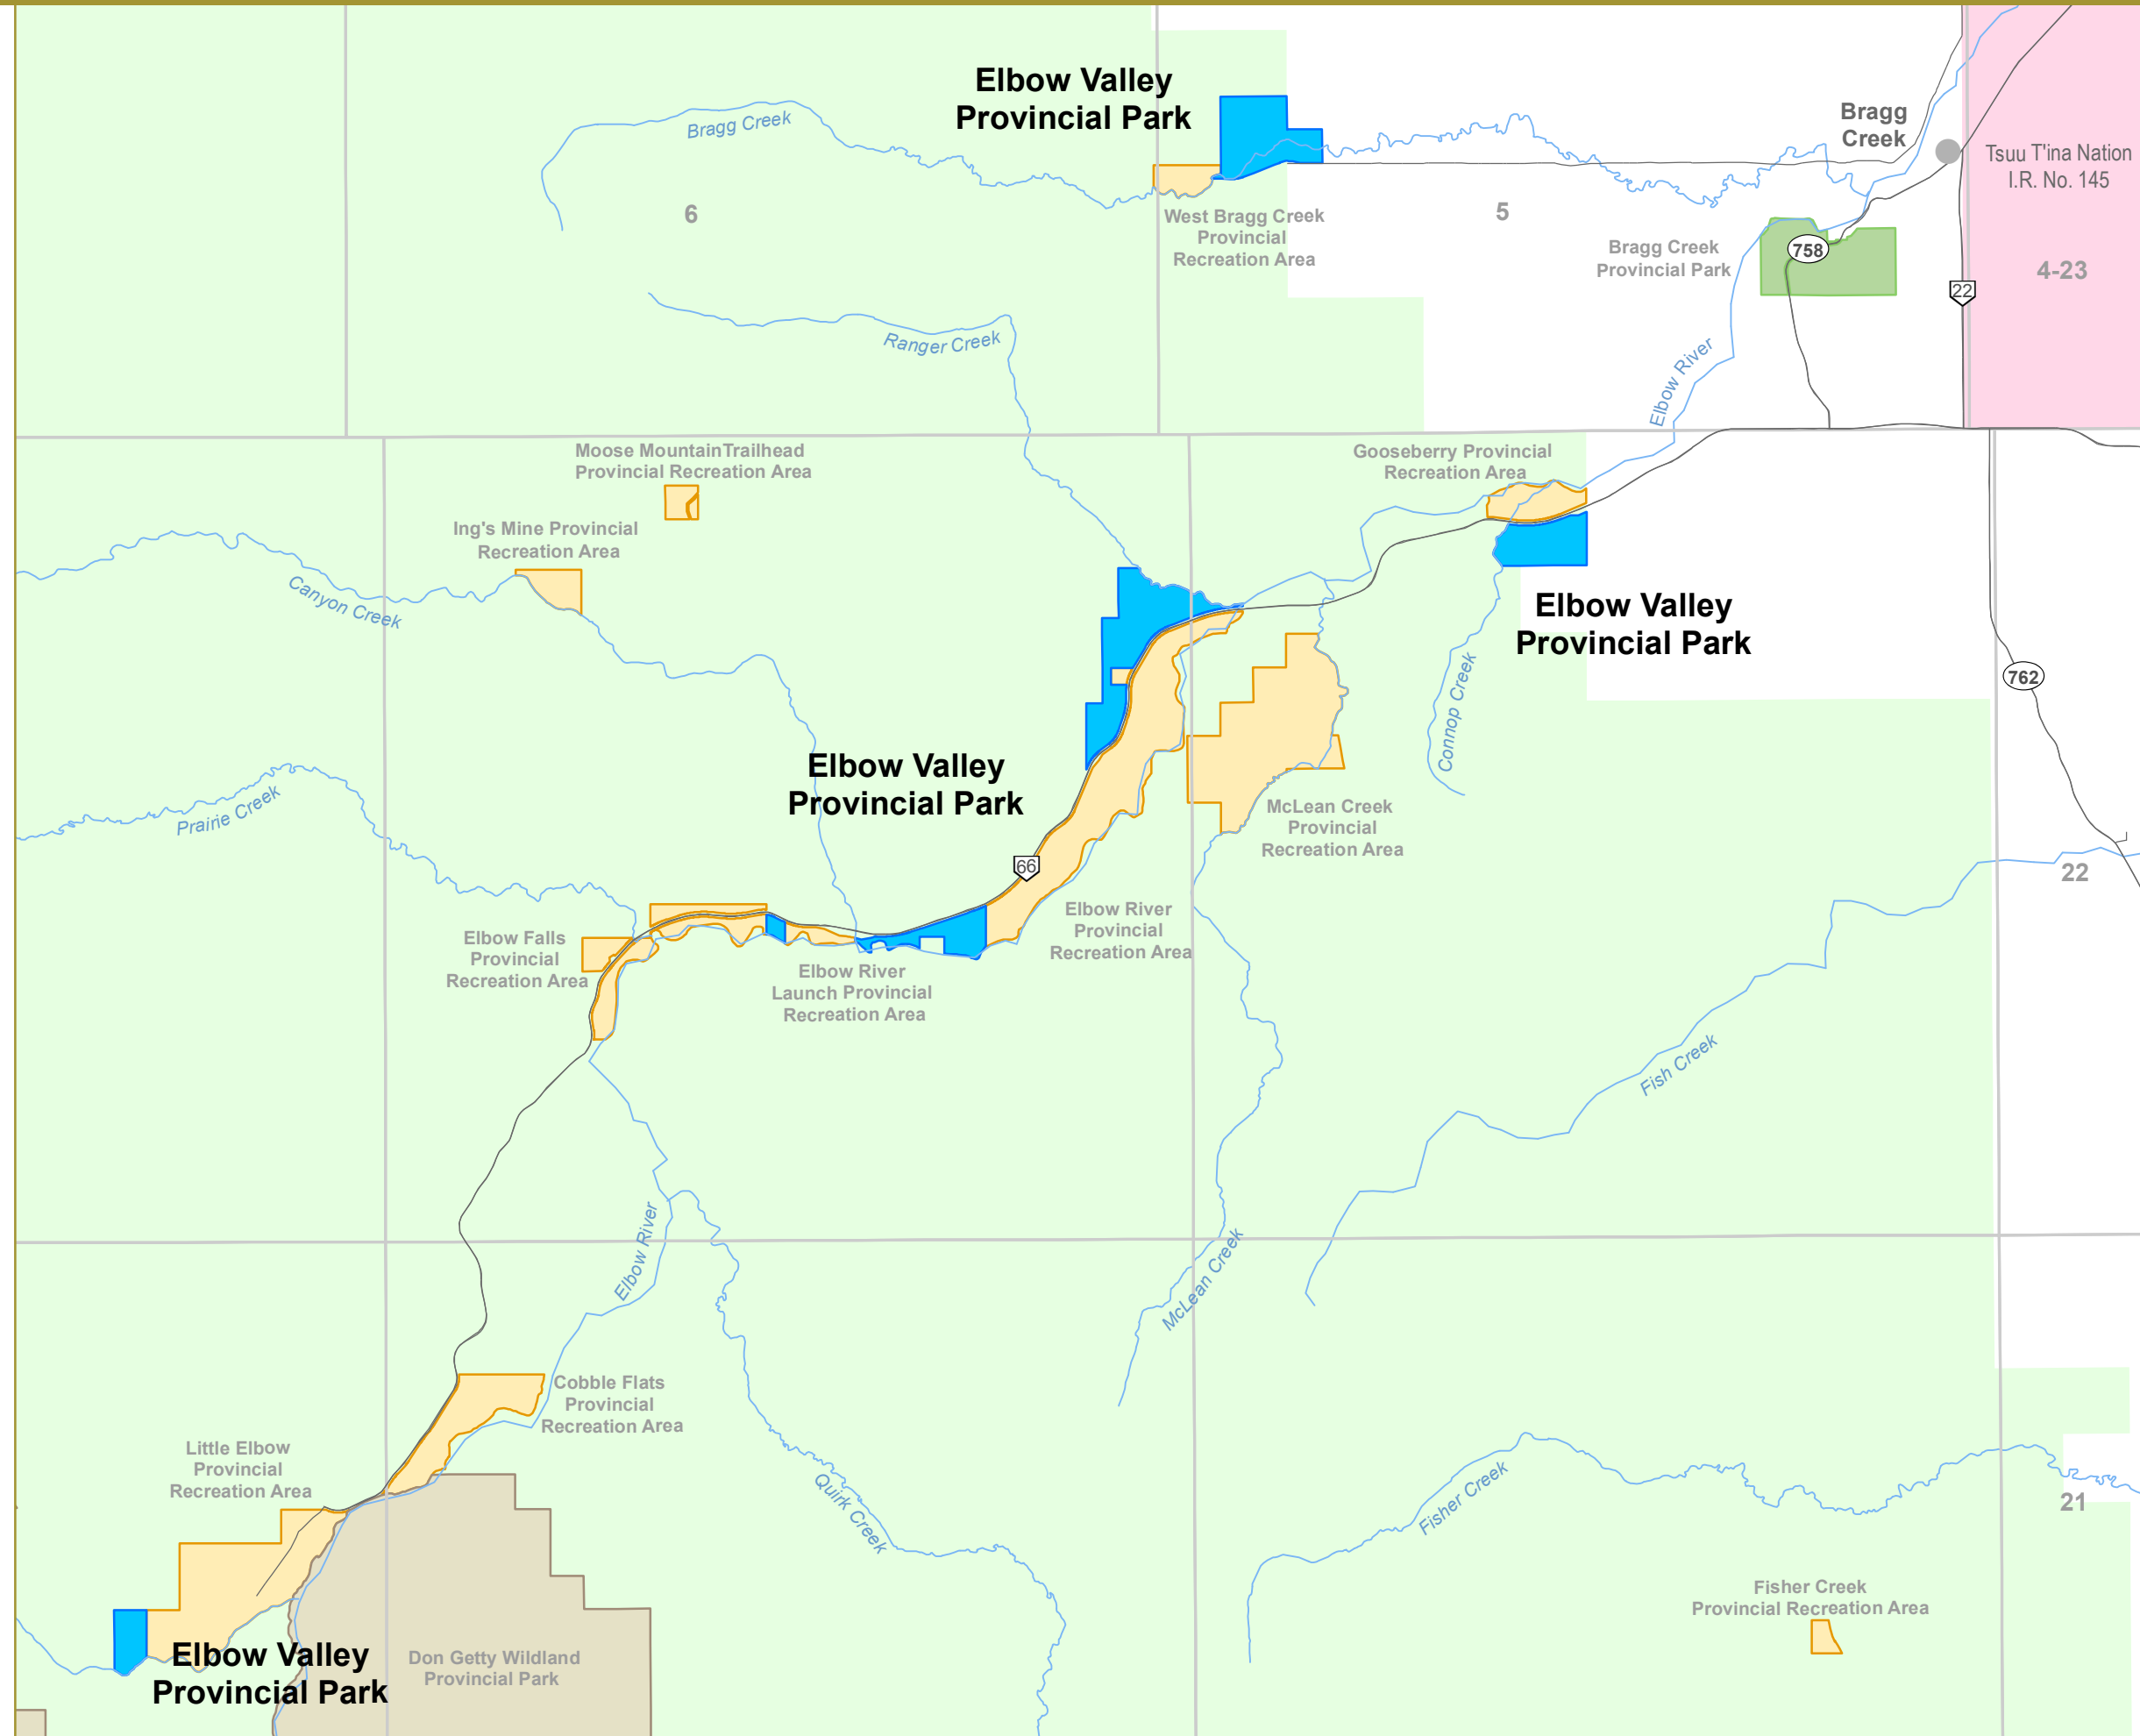 Elbow Valley
Provincial Park
Bragg Creek
Bragg
Creek
Tsuu T'ina Nation
I.R. No. 145
6
West Bragg Creek
Provincial
Recreation Area
5
Bragg Creek
Provincial Park
758
4-23
22
Ranger Creek
Elbow River
Moose MountainTrailhead
Provincial Recreation Area
Gooseberry Provincial
Recreation Area
Ing's Mine Provincial
Recreation Area
Canyon Creek
Elbow Valley
Provincial Park
762
Connop Creek
Elbow Valley
Provincial Park
Prairie Creek
McLean Creek
Provincial
Recreation Area
66
22
Elbow River
Provincial
Recreation Area
Elbow Falls
Provincial
Recreation Area
Elbow River
Launch Provincial
Recreation Area
Fish Creek
Elbow River
McLean Creek
Cobble Flats
Provincial
Recreation Area
Little Elbow
Provincial
Recreation Area
Quirk Creek
Fisher Creek
21
Fisher Creek
Provincial Recreation Area
Elbow Valley
Provincial Park
Don Getty Wildland
Provincial Park